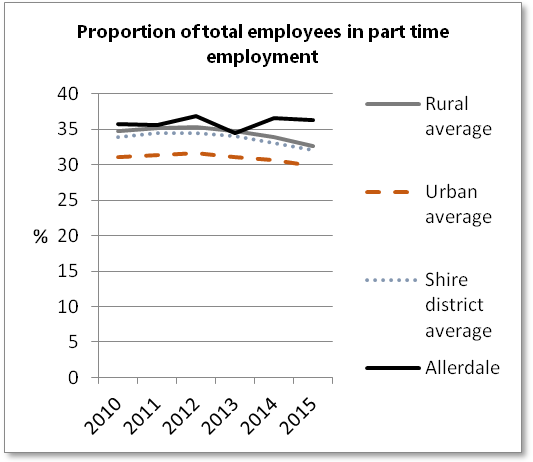 Proportion of total employees in part time
employment
40
35
30
25
20
15
10
5
0
%
2010
2011
2012
2013
2014
2015
Rural
average
Urban
average
Shire
district
average
Allerdale